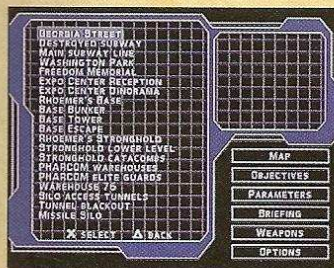 GEORGIA STREET
DESTROYED SUBWAY
MAIN SUBWAY LINE
WASHINGTON PARK
FREEDOM MEMORIAL
EXPO CENTER RECEPTION
EXPO CENTER DINORAMA
RHOEMER'S BASE
BASE BUNKER
BASE TOWER
BASE ESCAPE
RHOEMER'S STRONGHOLD
STRONGHOLD LOWER LEVEL
STRONGHOLD CATACOMBS
PHARCOM WAREHOUSES
PHARCOM ELITE GUARDS
WAREHOUSE 76
SILO ACCESS TUNNELS
TUNNEL BLACKOUT
MISSILE SILO
X SELECT △ BACK
MAP
OBJECTIVES
PARAMETERS
BRIEFING
WEAPONS
OPTIONS